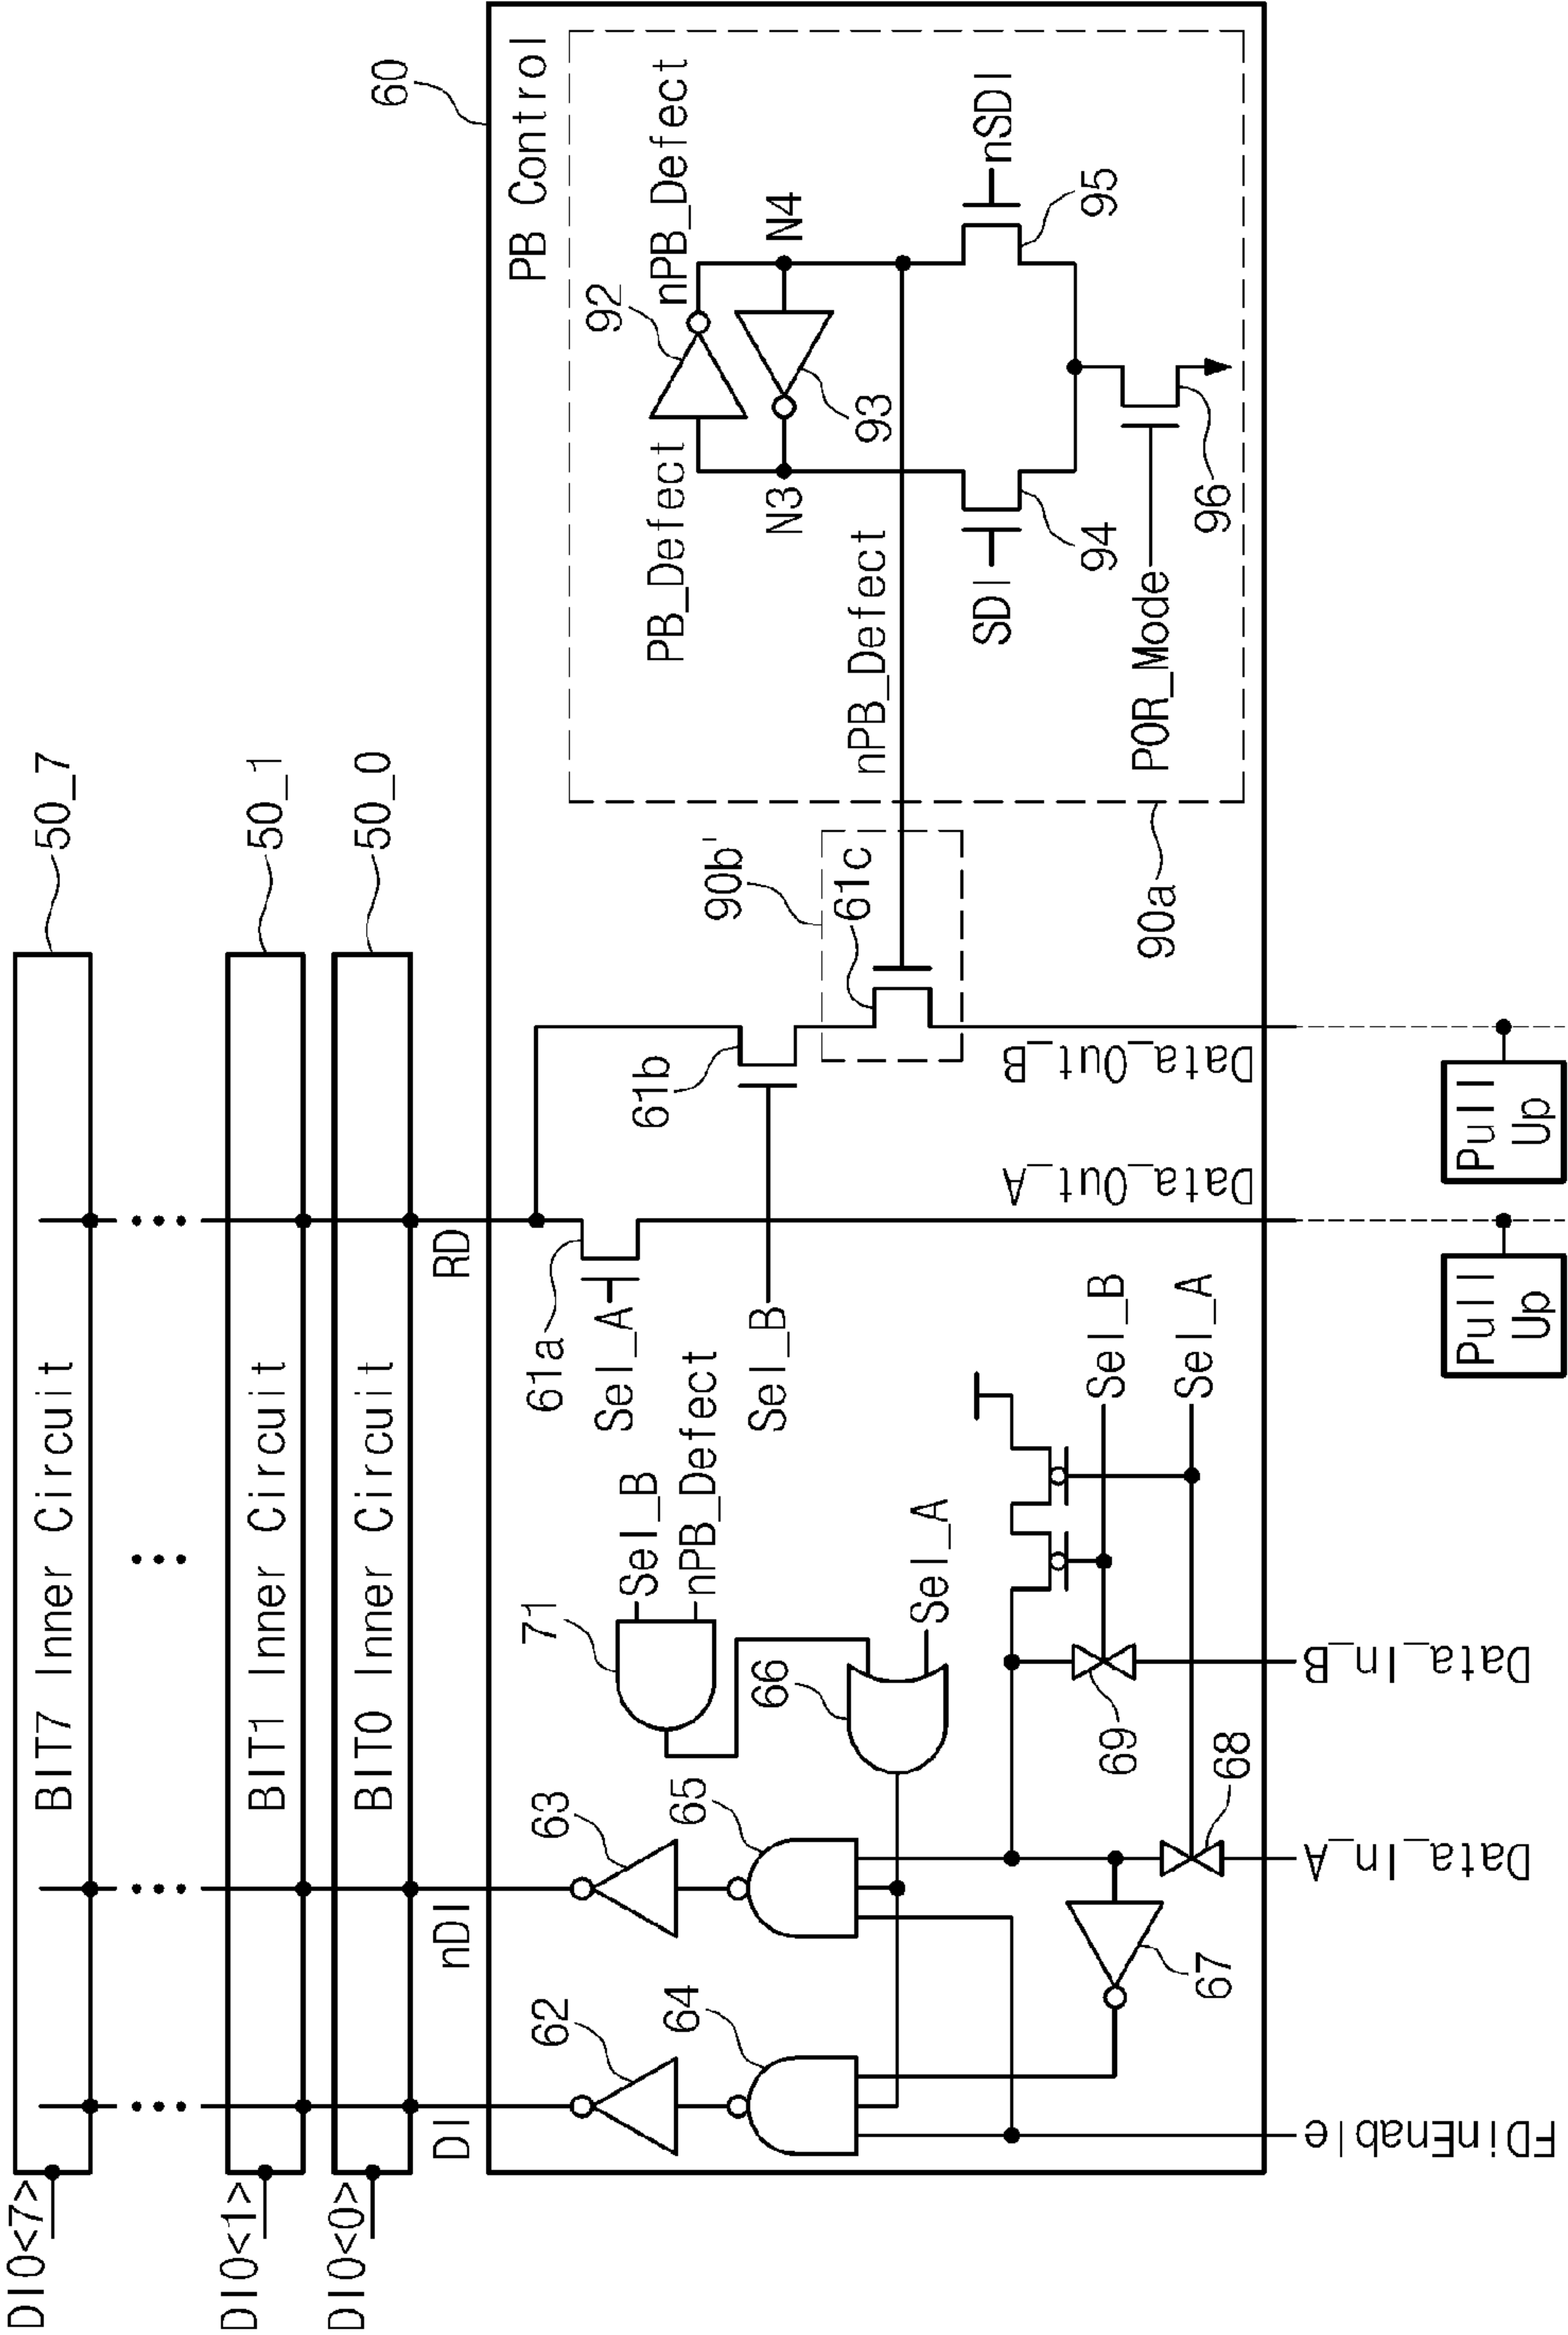 DIO<7>
BIT7 Inner Circuit
50_7
DIO<1>
BIT1 Inner Circuit
50_1
DIO<0>
BIT0 Inner Circuit
50_0
DI
nDI
RD
60
PB Control
62
63
71
Sel_B
nPB_Defect
61a
Sel_A
61b
Sel_B
64
65
66
Sel_A
90b'
61c
nPB_Defect
PB_Defect
92
nPB_Defect
N3
N4
93
SDI
nSDI
94
95
POR_Mode
96
90a
67
68
69
Sel_B
Sel_A
Data_Out_A
Data_Out_B
FDinEnable
Data_In_A
Data_In_B
Pull
Up
Pull
Up